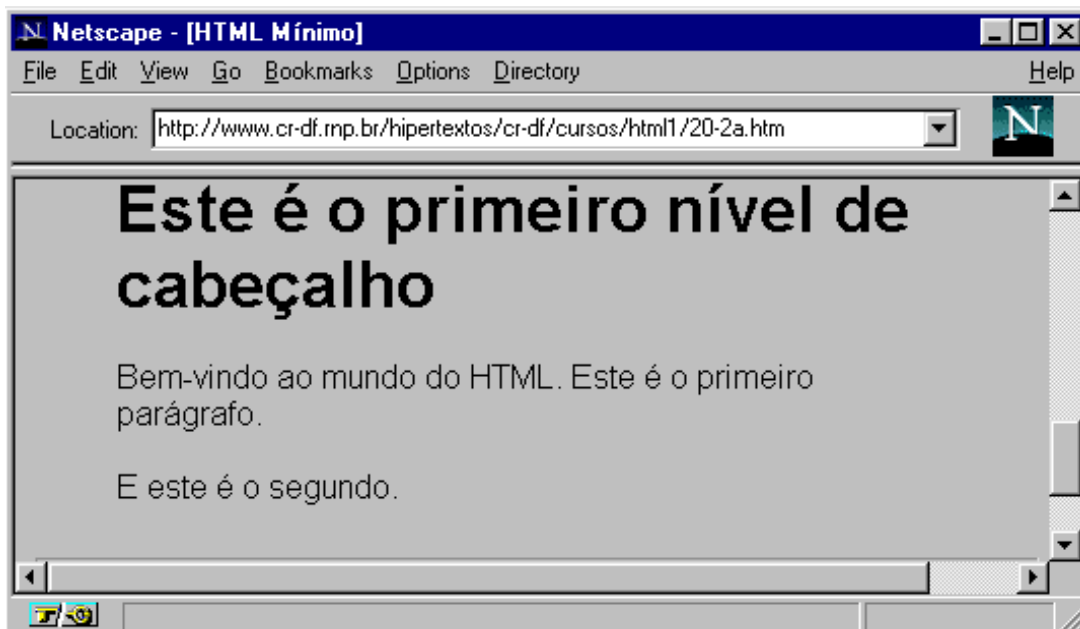 Netscape - [HTML Mínimo]
File Edit View Go Bookmarks Options Directory Help
Location: http://www.cr-df.rnp.br/hipertextos/cr-df/cursos/html1/20-2a.htm
N
Este é o primeiro nível de
cabeçalho
Bem-vindo ao mundo do HTML. Este é o primeiro
parágrafo.
E este é o segundo.